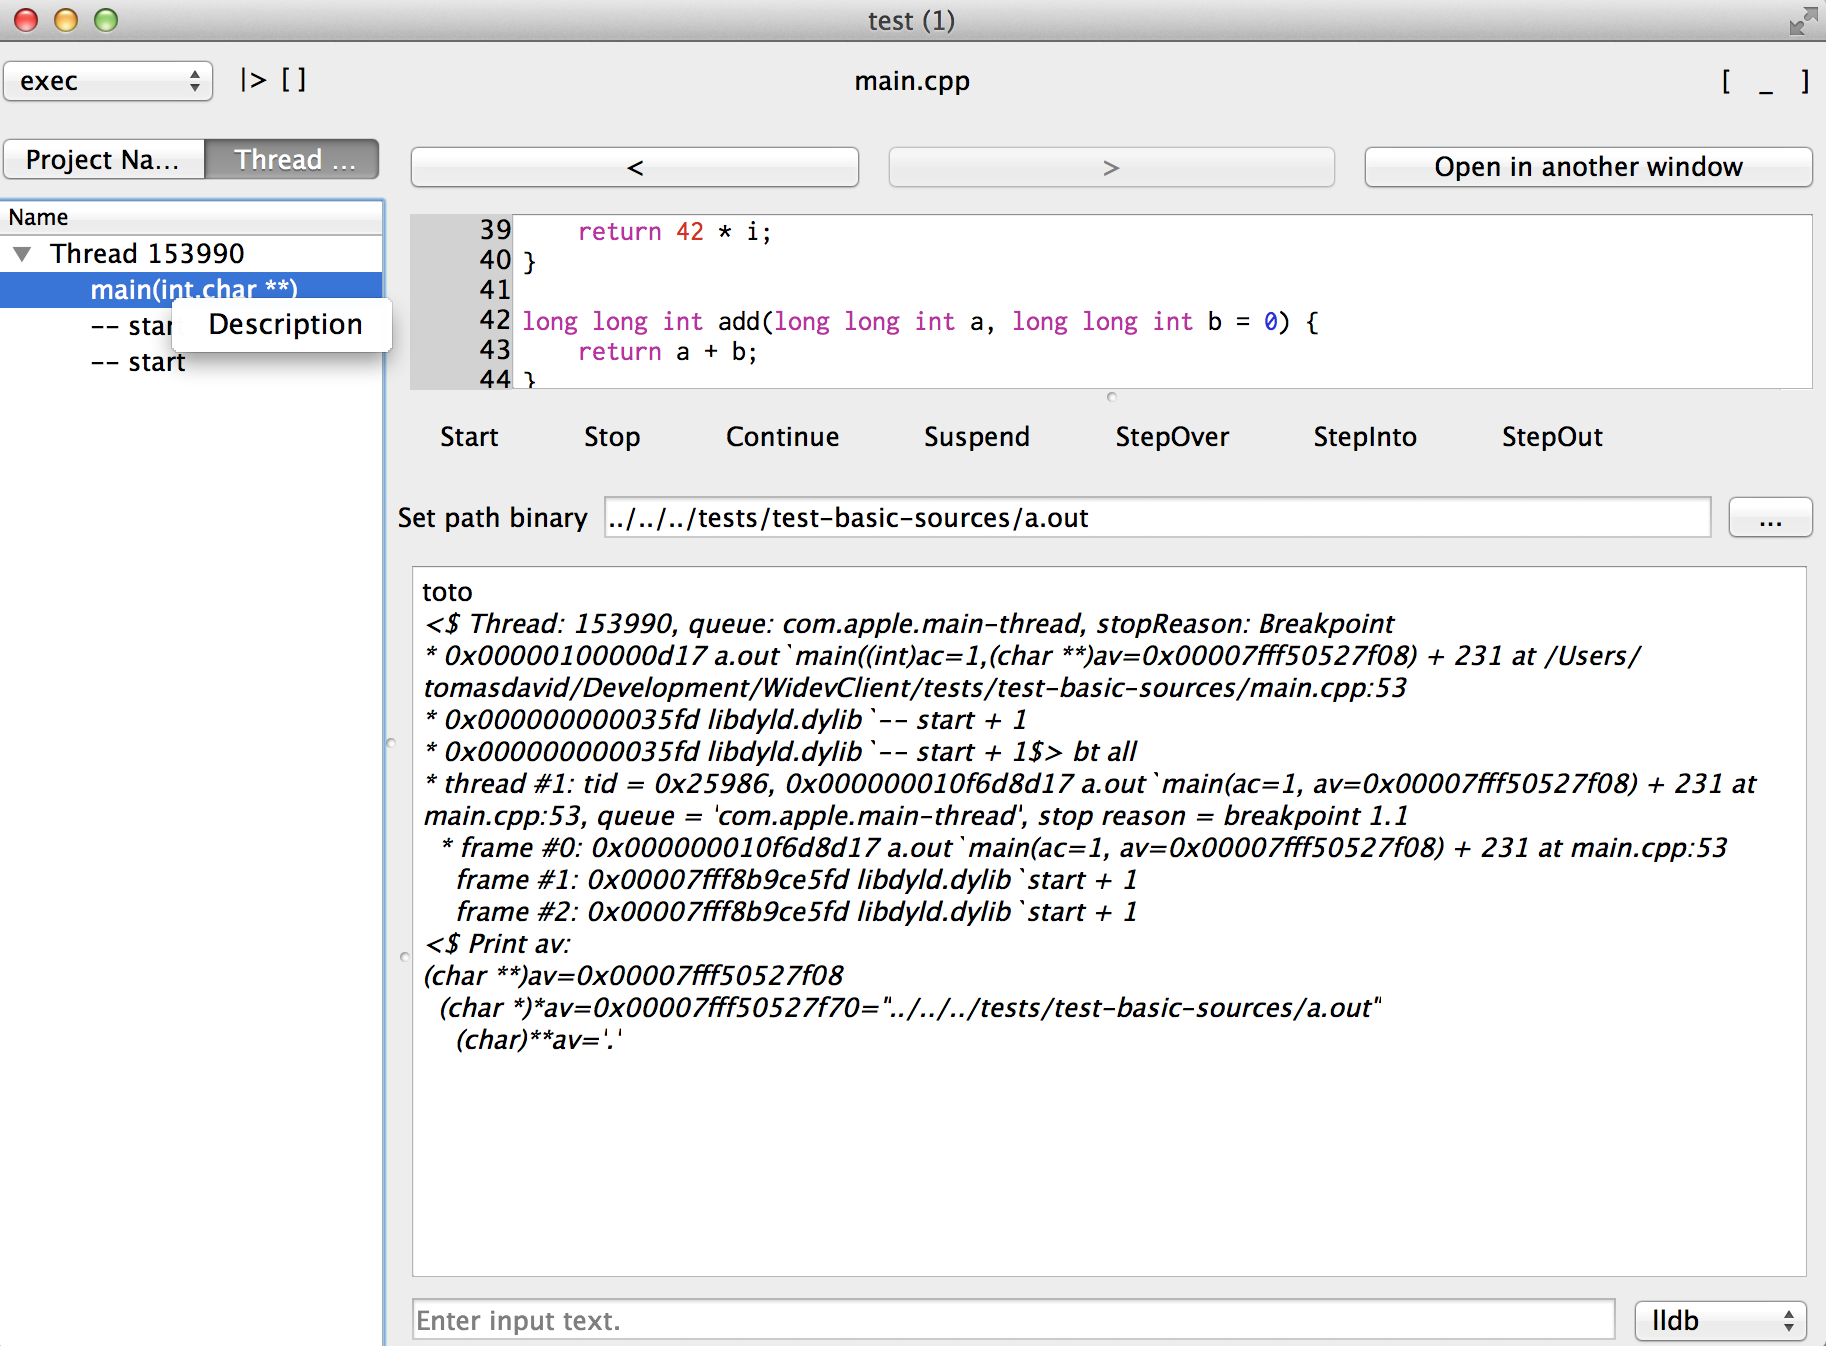 test (1)
exec
|> []
main.cpp
[ _ ]
Project Na...
Thread ...
<
>
Open in another window
Name
Thread 153990
main(int,char **)
-- star
Description
-- start
39 return 42 * i;
40 }
41
42 long long int add(long long int a, long long int b = 0) {
43 return a + b;
44 }
Start Stop Continue Suspend StepOver StepInto StepOut
Set path binary ../../../tests/test-basic-sources/a.out ...
toto
<$ Thread: 153990, queue: com.apple.main-thread, stopReason: Breakpoint
* 0x00000100000d17 a.out`main((int)ac=1,(char **)av=0x00007fff50527f08) + 231 at /Users/
tomasdavid/Development/WidevClient/tests/test-basic-sources/main.cpp:53
* 0x000000000035fd libdyld.dylib`-- start + 1
* 0x000000000035fd libdyld.dylib`-- start + 1$> bt all
* thread #1: tid = 0x25986, 0x000000010f6d8d17 a.out`main(ac=1, av=0x00007fff50527f08) + 231 at
main.cpp:53, queue = 'com.apple.main-thread', stop reason = breakpoint 1.1
* frame #0: 0x000000010f6d8d17 a.out`main(ac=1, av=0x00007fff50527f08) + 231 at main.cpp:53
frame #1: 0x00007fff8b9ce5fd libdyld.dylib`start + 1
frame #2: 0x00007fff8b9ce5fd libdyld.dylib`start + 1
<$ Print av:
(char **)av=0x00007fff50527f08
(char *)*av=0x00007fff50527f70="../../../tests/test-basic-sources/a.out"
(char)**av='.'
Enter input text.
lldb